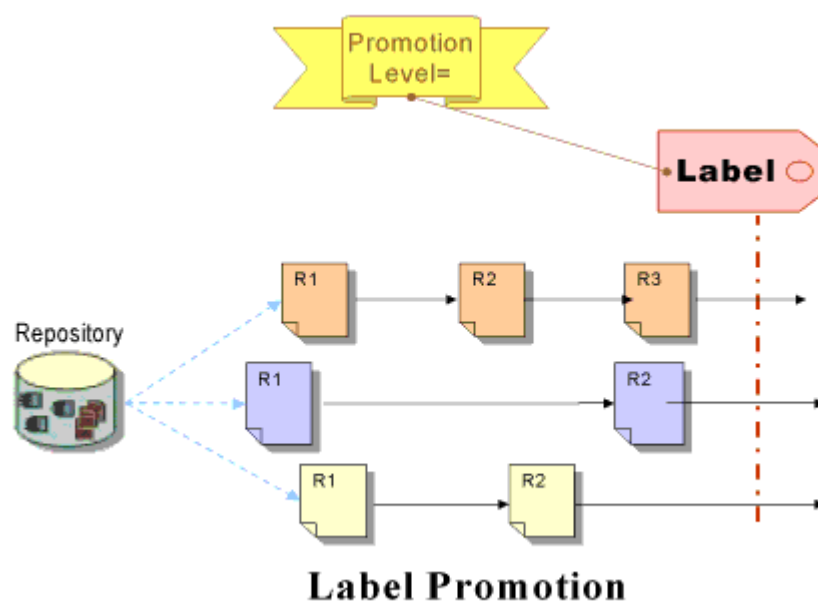 Promotion
Level=
Label
R1
R2
R3
Repository
R1
R2
R1
R2
Label Promotion